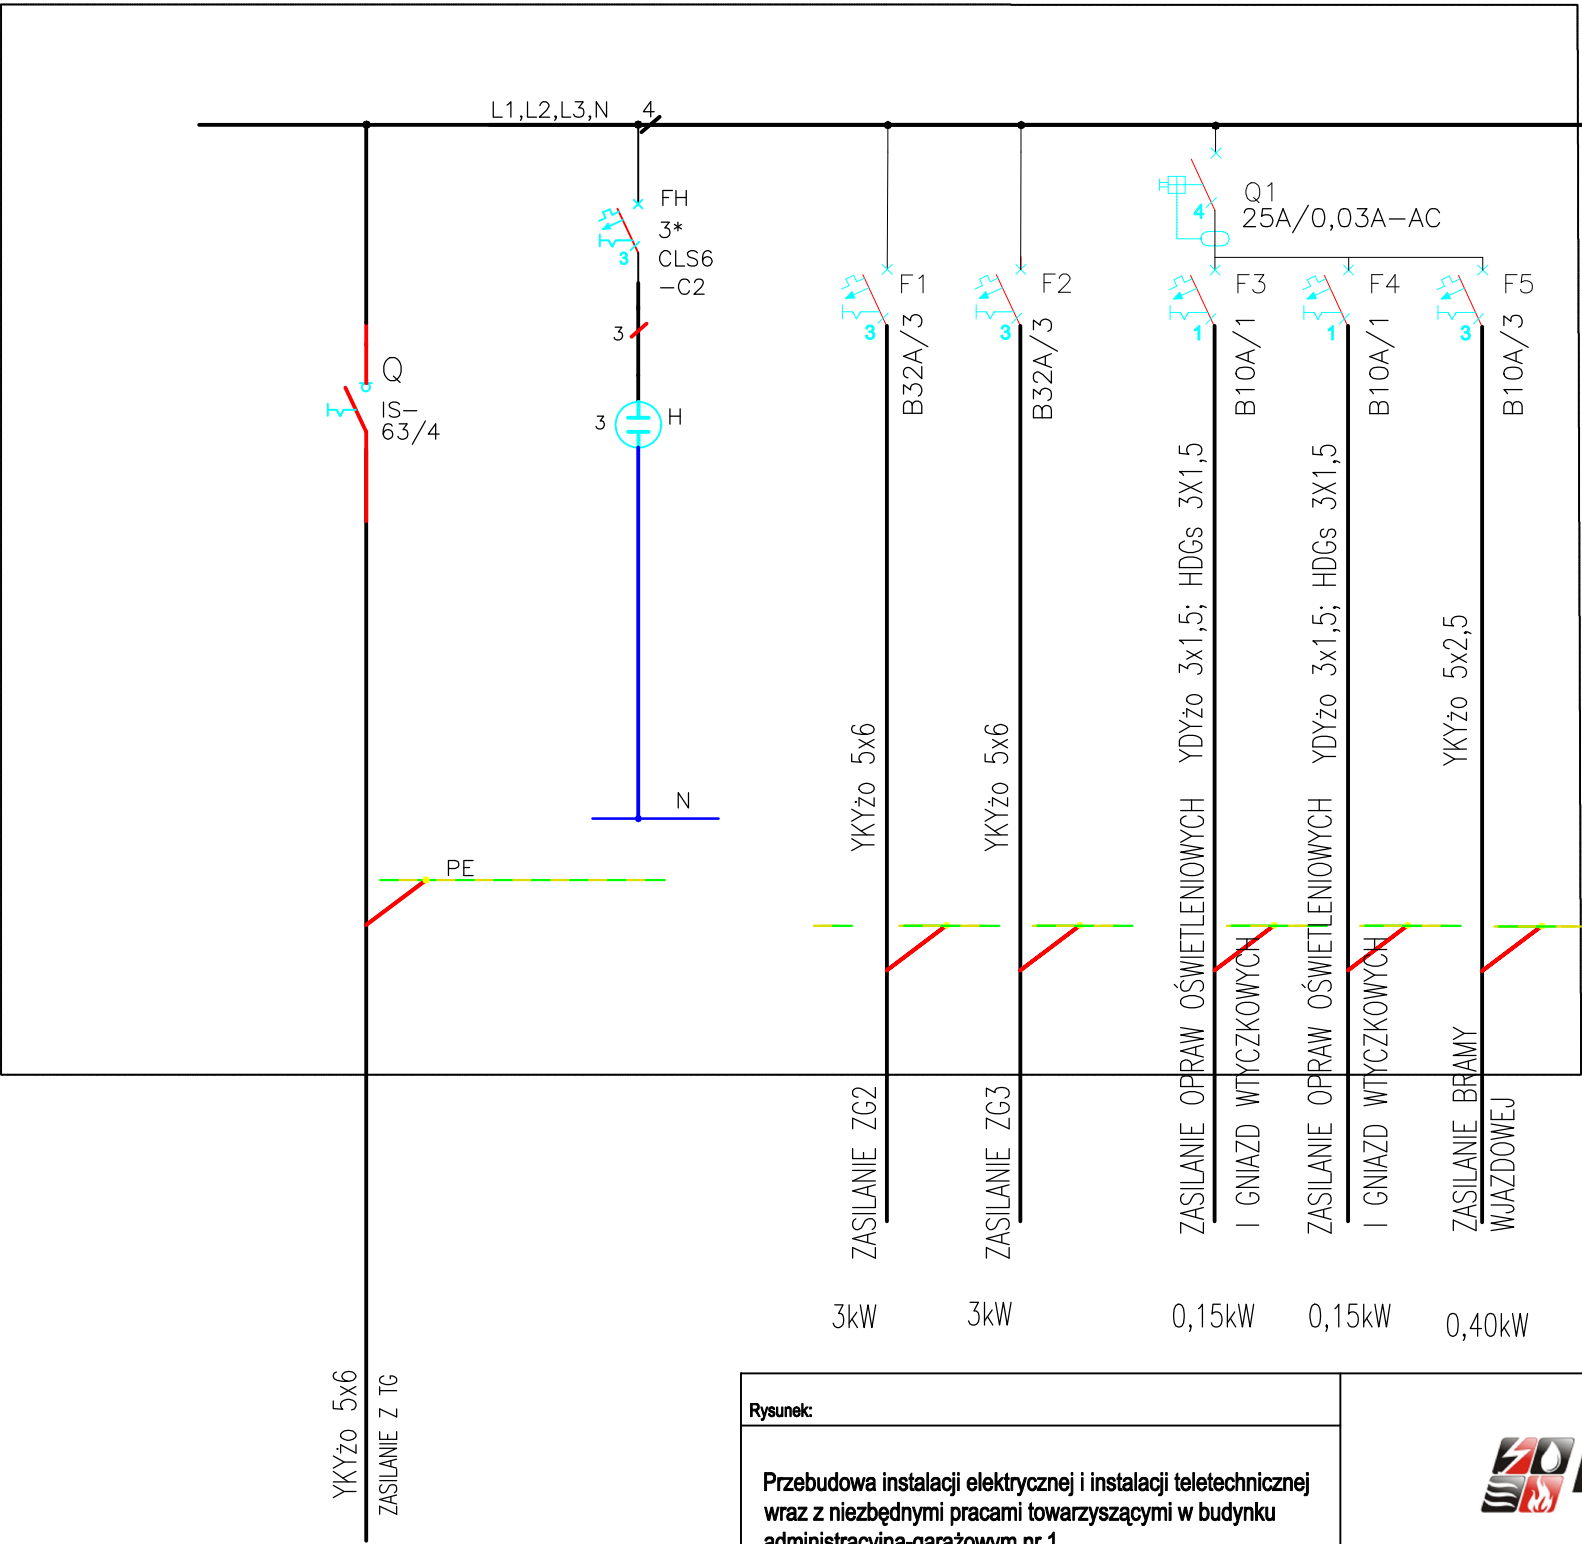 L1,L2,L3,N 4
FH
3*
CLS6
-C2
3
3
3 H
Q
IS-
63/4
N
PE
Q1
25A/0,03A-AC
4
F1
3
B32A/3
F2
3
B32A/3
F3
1
B10A/1
F4
1
B10A/1
F5
3
B10A/3
YKYżo 5x6
YKYżo 5x6
YDYżo 3x1,5; HDGs 3X1,5
YDYżo 3x1,5; HDGs 3X1,5
YKYżo 5x2,5
ZASILANIE ZG2
ZASILANIE ZG3
ZASILANIE OPRAW OŚWIETLENIOWYCH
I GNIAZD WTYCZKOWYCH
ZASILANIE OPRAW OŚWIETLENIOWYCH
I GNIAZD WTYCZKOWYCH
ZASILANIE BRAMY
WJAZDOWEJ
3kW
3kW
0,15kW
0,15kW
0,40kW
YKYżo 5x6
ZASILANIE Z TG
Rysunek:
Przebudowa instalacji elektrycznej i instalacji teletechnicznej
wraz z niezbędnymi pracami towarzyszącymi w budynku
administracyjna-garażowym nr 1